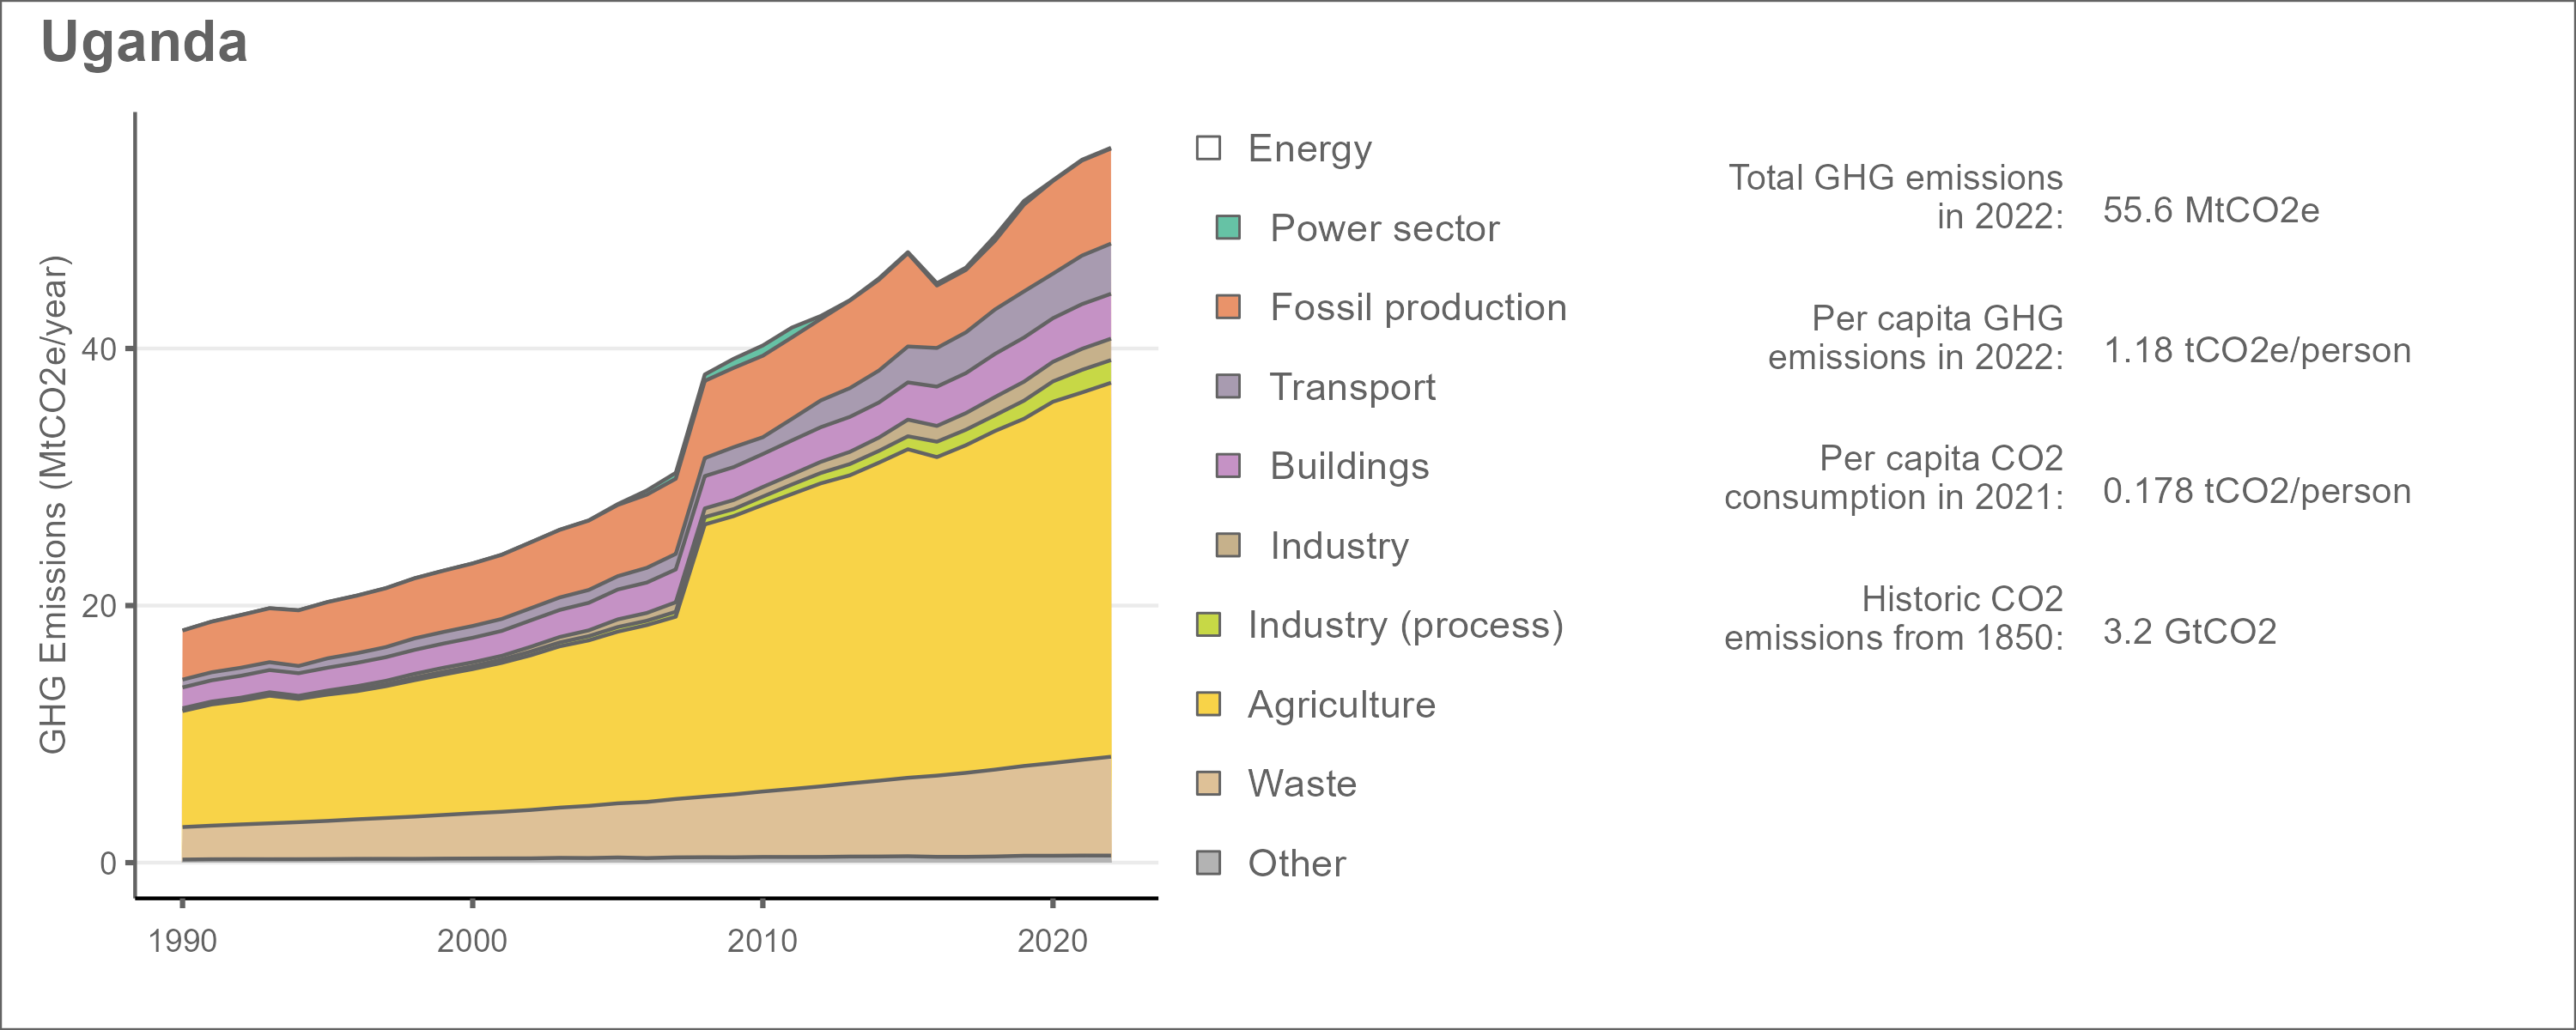 Uganda
GHG Emissions (MtCO2e/year)
40
20
0
1990
2000
2010
2020
Energy
Power sector
Fossil production
Transport
Buildings
Industry
Industry (process)
Agriculture
Waste
Other
Total GHG emissions
in 2022:
55.6 MtCO2e
Per capita GHG
emissions in 2022:
1.18 tCO2e/person
Per capita CO2
consumption in 2021:
0.178 tCO2/person
Historic CO2
emissions from 1850:
3.2 GtCO2